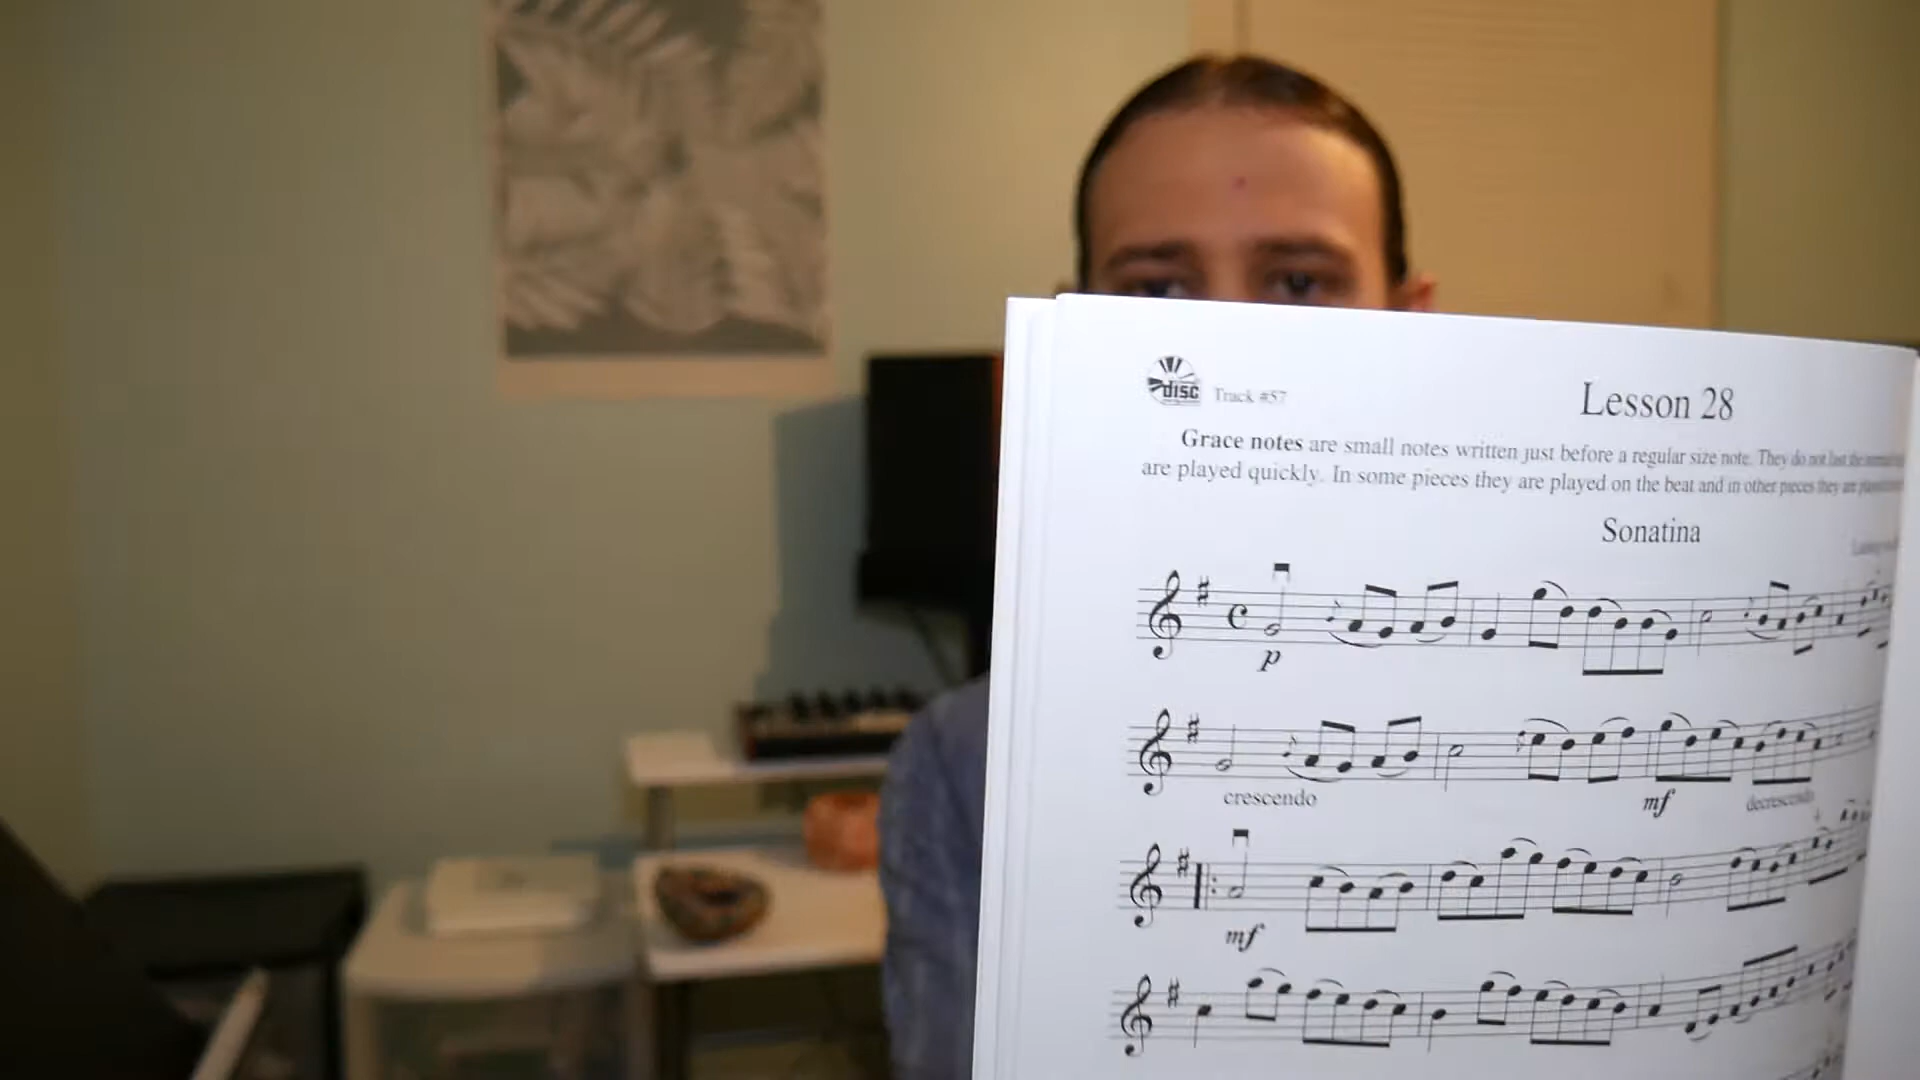 disc Track #57
Lesson 28
Grace notes are small notes written just before a regular size note. They do not last the
are played quickly. In some pieces they are played on the beat and in other pieces they are
Sonatina
p
crescendo
mf
decrescendo
mf